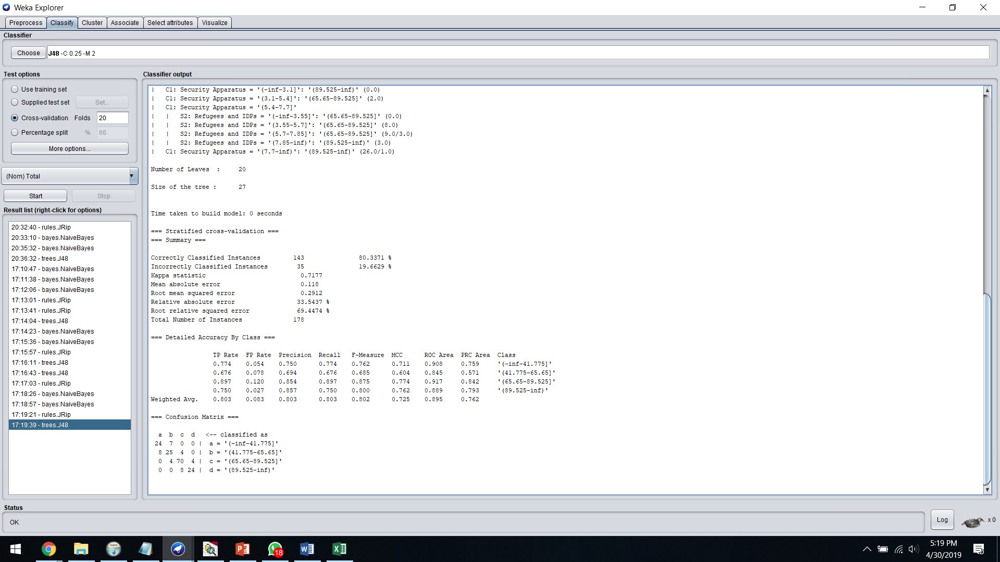 Weka Explorer
Preprocess Classify Cluster Associate Select attributes Visualize
Classifier
Choose J48 -C 0.25 -M 2
Test options
Use training set
Supplied test set Set...
Cross-validation Folds 20
Percentage split % 66
More options...
(Nom) Total
Start Stop
Result list (right-click for options)
20:32:40 - rules.JRip
20:33:10 - bayes.NaiveBayes
20:35:32 - bayes.NaiveBayes
20:36:32 - trees.J48
17:10:47 - bayes.NaiveBayes
17:11:38 - bayes.NaiveBayes
17:12:06 - bayes.NaiveBayes
17:13:01 - rules.JRip
17:13:41 - rules.JRip
17:14:04 - trees.J48
17:14:23 - bayes.NaiveBayes
17:15:36 - bayes.NaiveBayes
17:15:57 - rules.JRip
17:16:11 - trees.J48
17:16:43 - trees.J48
17:17:03 - rules.JRip
17:18:26 - bayes.NaiveBayes
17:18:57 - bayes.NaiveBayes
17:19:21 - rules.JRip
17:19:39 - trees.J48
Classifier output
|   C1: Security Apparatus = '(-inf-3.1]': '(89.525-inf)' (0.0)
|   C1: Security Apparatus = '(3.1-5.4]': '(65.65-89.525]' (2.0)
|   C1: Security Apparatus = '(5.4-7.7]'
|   |   S2: Refugees and IDPs = '(-inf-3.55]': '(65.65-89.525]' (0.0)
|   |   S2: Refugees and IDPs = '(3.55-5.7]': '(65.65-89.525]' (8.0)
|   |   S2: Refugees and IDPs = '(5.7-7.85]': '(65.65-89.525]' (9.0/3.0)
|   |   S2: Refugees and IDPs = '(7.85-inf)': '(89.525-inf)' (3.0)
|   C1: Security Apparatus = '(7.7-inf)': '(89.525-inf)' (26.0/1.0)
Number of Leaves  :     20
Size of the tree :      27
Time taken to build model: 0 seconds
=== Stratified cross-validation ===
=== Summary ===
Correctly Classified Instances         143               80.3371 %
Incorrectly Classified Instances        35               19.6629 %
Kappa statistic                          0.7177
Mean absolute error                      0.118
Root mean squared error                  0.2912
Relative absolute error                 33.5437 %
Root relative squared error             69.4474 %
Total Number of Instances              178
=== Detailed Accuracy By Class ===
TP Rate  FP Rate  Precision  Recall   F-Measure  MCC      ROC Area  PRC Area  Class
0.774    0.054    0.750      0.774    0.762      0.711    0.908     0.759     '(-inf-41.775]'
0.676    0.078    0.694      0.676    0.685      0.604    0.845     0.571     '(41.775-65.65]'
0.897    0.120    0.854      0.897    0.875      0.774    0.917     0.842     '(65.65-89.525]'
0.750    0.027    0.857      0.750    0.800      0.762    0.889     0.793     '(89.525-inf)'
Weighted Avg.    0.803    0.083    0.803      0.803    0.802      0.725    0.895     0.762
=== Confusion Matrix ===
a  b  c  d   <-- classified as
24  7  0  0 |  a = '(-inf-41.775]'
8 25  4  0 |  b = '(41.775-65.65]'
0  4 70  4 |  c = '(65.65-89.525]'
0  0  8 24 |  d = '(89.525-inf)'
Status
OK
Log x 0
18
5:19 PM
4/30/2019